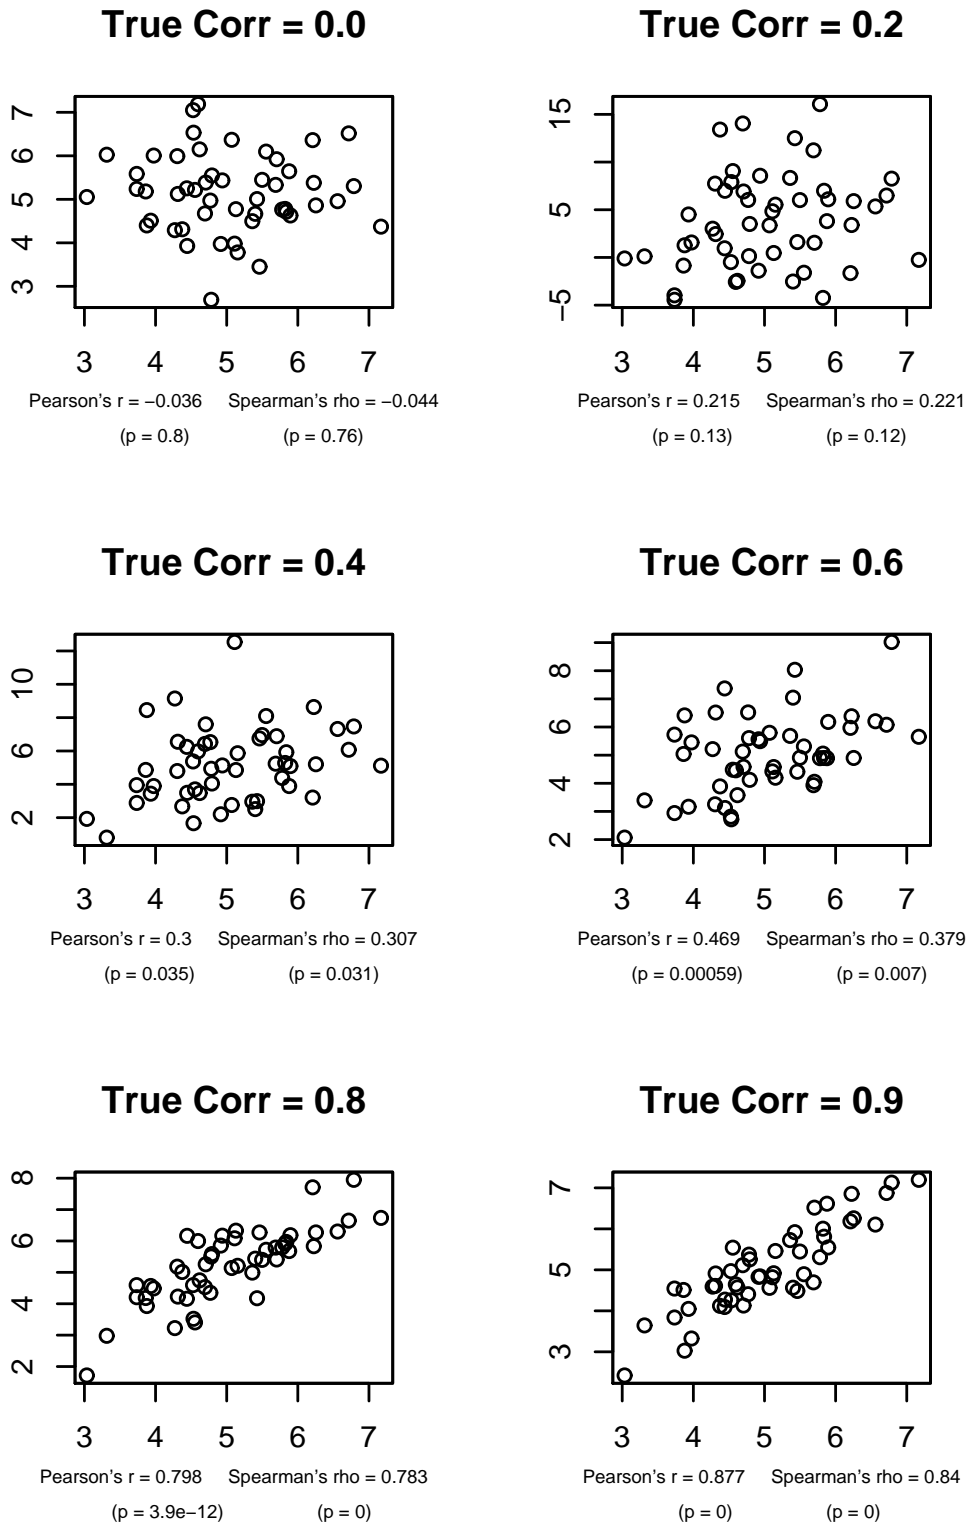 True Corr = 0.0
7
6
5
4
3
3 4 5 6 7
Pearson's r = −0.036 Spearman's rho = −0.044
(p = 0.8) (p = 0.76)
True Corr = 0.2
15
5
−5
3 4 5 6 7
Pearson's r = 0.215 Spearman's rho = 0.221
(p = 0.13) (p = 0.12)
True Corr = 0.4
10
6
2
3 4 5 6 7
Pearson's r = 0.3 Spearman's rho = 0.307
(p = 0.035) (p = 0.031)
True Corr = 0.6
8
6
4
2
3 4 5 6 7
Pearson's r = 0.469 Spearman's rho = 0.379
(p = 0.00059) (p = 0.007)
True Corr = 0.8
8
6
4
2
3 4 5 6 7
Pearson's r = 0.798 Spearman's rho = 0.783
(p = 3.9e−12) (p = 0)
True Corr = 0.9
7
5
3
3 4 5 6 7
Pearson's r = 0.877 Spearman's rho = 0.84
(p = 0) (p = 0)